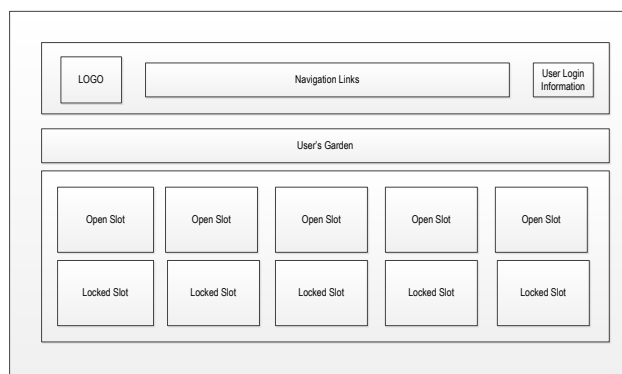 LOGO
Navigation Links
User Login
Information
User's Garden
Open Slot
Open Slot
Open Slot
Open Slot
Open Slot
Locked Slot
Locked Slot
Locked Slot
Locked Slot
Locked Slot